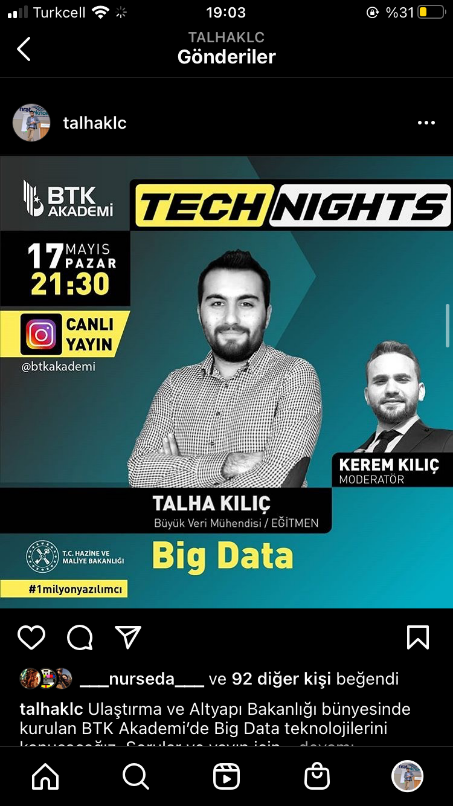 Turkcell 19:03 %31
TALHAKLC
Gönderiler
talhaklc
BTK
AKADEMİ
TECH NIGHTS
17 MAYIS
PAZAR
21:30
CANLI
YAYIN
@btkakademi
KEREM KILIÇ
MODERATÖR
TALHA KILIÇ
Büyük Veri Mühendisi / EĞİTMEN
T.C. HAZİNE VE
MALİYE BAKANLIĞI
Big Data
#1milyonyazılımcı
___nurseda___ ve 92 diğer kişi beğendi
talhaklc Ulaştırma ve Altyapı Bakanlığı bünyesinde
kurulan BTK Akademi’de Big Data teknolojilerini